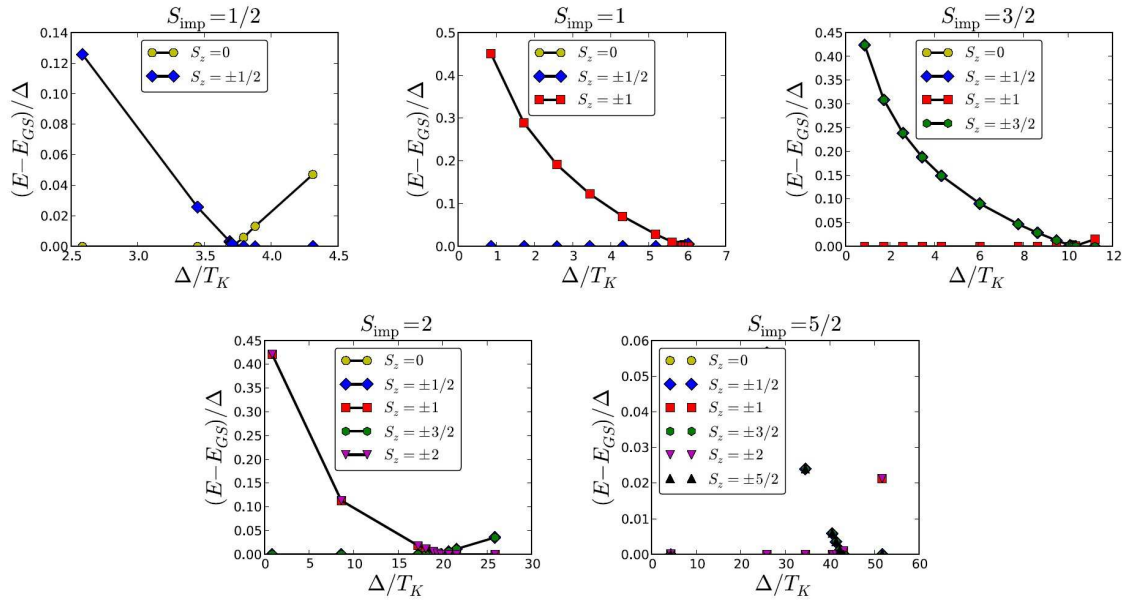 S_imp = 1/2
(E−E_GS)/Δ
0.14
0.12
0.10
0.08
0.06
0.04
0.02
0.00
S_z = 0
S_z = ±1/2
2.5 3.0 3.5 4.0 4.5
Δ/T_K
S_imp = 1
(E−E_GS)/Δ
0.5
0.4
0.3
0.2
0.1
0.0
S_z = 0
S_z = ±1/2
S_z = ±1
0 1 2 3 4 5 6 7
Δ/T_K
S_imp = 3/2
(E−E_GS)/Δ
0.45
0.40
0.35
0.30
0.25
0.20
0.15
0.10
0.05
0.00
S_z = 0
S_z = ±1/2
S_z = ±1
S_z = ±3/2
0 2 4 6 8 10 12
Δ/T_K
S_imp = 2
(E−E_GS)/Δ
0.45
0.40
0.35
0.30
0.25
0.20
0.15
0.10
0.05
0.00
S_z = 0
S_z = ±1/2
S_z = ±1
S_z = ±3/2
S_z = ±2
0 5 10 15 20 25 30
Δ/T_K
S_imp = 5/2
(E−E_GS)/Δ
0.06
0.05
0.04
0.03
0.02
0.01
0.00
S_z = 0
S_z = ±1/2
S_z = ±1
S_z = ±3/2
S_z = ±2
S_z = ±5/2
0 10 20 30 40 50 60
Δ/T_K